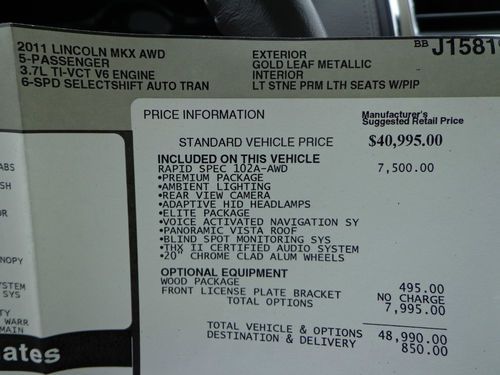 2011 LINCOLN MKX AWD
5-PASSENGER
3.7L TI-VCT V6 ENGINE
6-SPD SELECTSHIFT AUTO TRAN
EXTERIOR
GOLD LEAF METALLIC
INTERIOR
LT STNE PRM LTH SEATS W/PIP
BB J1581
PRICE INFORMATION
Manufacturer's
Suggested Retail Price
STANDARD VEHICLE PRICE $40,995.00
INCLUDED ON THIS VEHICLE
RAPID SPEC 102A-AWD 7,500.00
•PREMIUM PACKAGE
•AMBIENT LIGHTING
•REAR VIEW CAMERA
•ADAPTIVE HID HEADLAMPS
•ELITE PACKAGE
•VOICE ACTIVATED NAVIGATION SY
•PANORAMIC VISTA ROOF
•BLIND SPOT MONITORING SYS
•THX II CERTIFIED AUDIO SYSTEM
•20" CHROME CLAD ALUM WHEELS
OPTIONAL EQUIPMENT
WOOD PACKAGE 495.00
FRONT LICENSE PLATE BRACKET NO CHARGE
TOTAL OPTIONS 7,995.00
TOTAL VEHICLE & OPTIONS 48,990.00
DESTINATION & DELIVERY 850.00
ABS
SH
OR
NOPY
YSTEM
SYS
TY
WARR
MAIN
ates